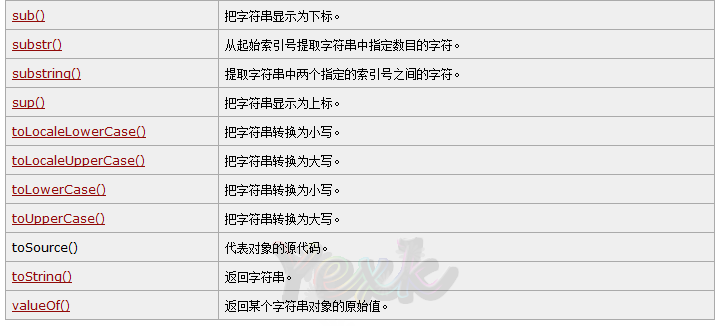 sub() 把字符串显示为下标。
substr() 从起始索引号提取字符串中指定数目的字符。
substring() 提取字符串中两个指定的索引号之间的字符。
sup() 把字符串显示为上标。
toLocaleLowerCase() 把字符串转换为小写。
toLocaleUpperCase() 把字符串转换为大写。
toLowerCase() 把字符串转换为小写。
toUpperCase() 把字符串转换为大写。
toSource() 代表对象的源代码。
toString() 返回字符串。
valueOf() 返回某个字符串对象的原始值。